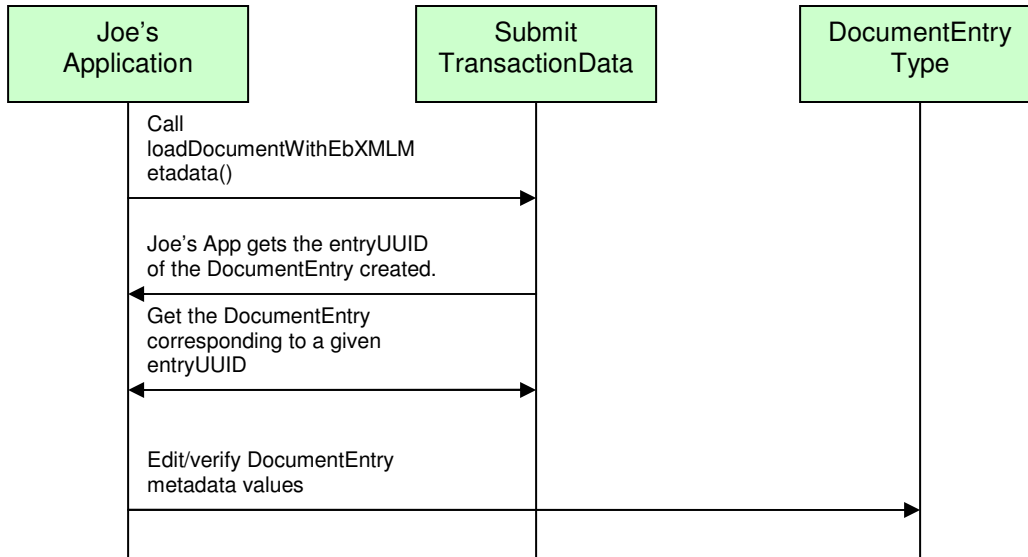 Joe's
Application
Submit
TransactionData
DocumentEntry
Type
Call
loadDocumentWithEbXMLM
etadata()
Joe's App gets the entryUUID
of the DocumentEntry created.
Get the DocumentEntry
corresponding to a given
entryUUID
Edit/verify DocumentEntry
metadata values